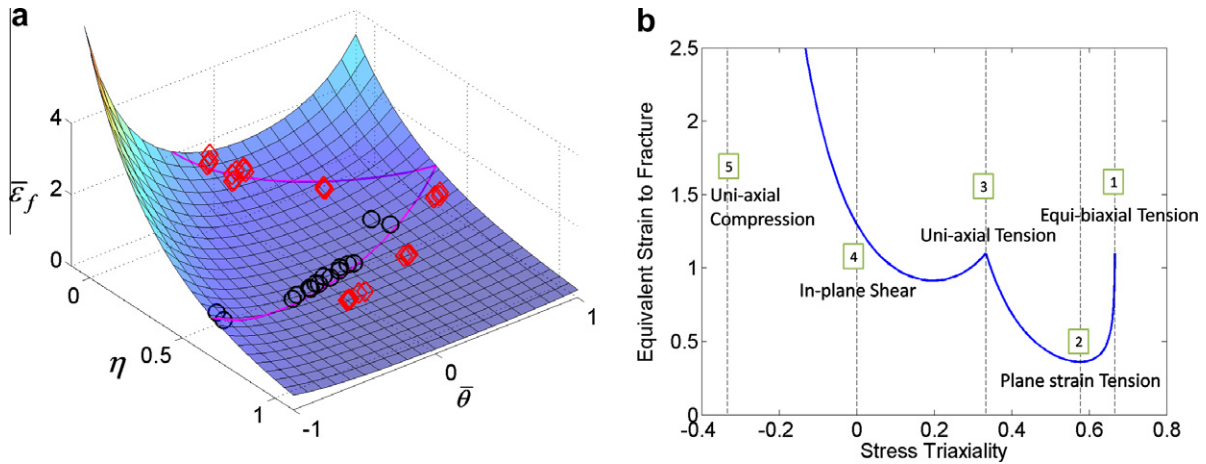 a
ε̅f
4
2
0
0
0.5
1
η
-1
0
1
θ̅
b
Equivalent Strain to Fracture
2.5
2
1.5
1
0.5
0
5
Uni-axial
Compression
4
In-plane Shear
3
Uni-axial Tension
1
Equi-biaxial Tension
2
Plane strain Tension
-0.4 -0.2 0 0.2 0.4 0.6 0.8
Stress Triaxiality